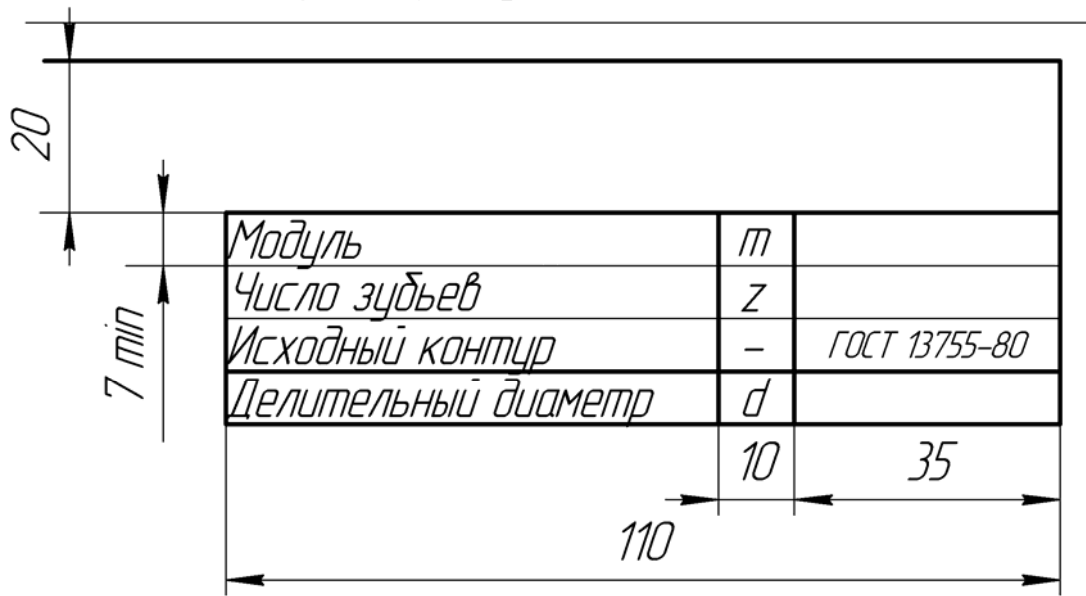 20
7 min
Модуль m
Число зубьев z
Исходный контур – ГОСТ 13755-80
Делительный диаметр d
10 35
110